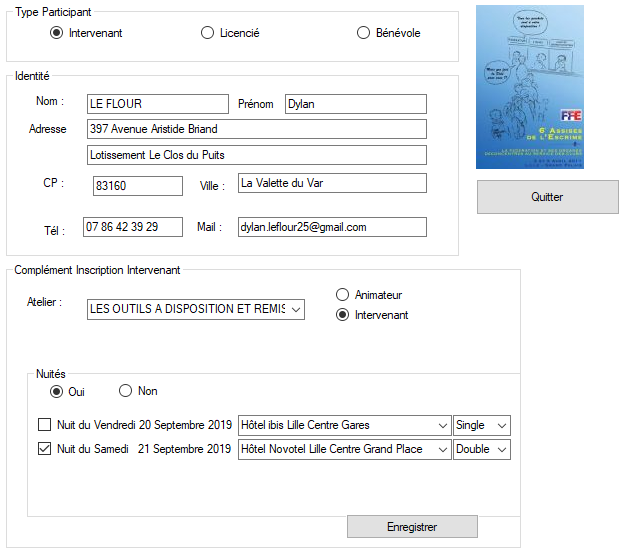 Type Participant
Intervenant Licencié Bénévole
Identité
Nom : LE FLOUR Prénom Dylan
Adresse 397 Avenue Aristide Briand
Lotissement Le Clos du Puits
CP : 83160 Ville : La Valette du Var
Tél : 07 86 42 39 29 Mail : dylan.leflour25@gmail.com
FFE
6 ASSISES
DE L'ESCRIME
Quitter
Complément Inscription Intervenant
Atelier : LES OUTILS A DISPOSITION ET REMIS
Animateur
Intervenant
Nuités
Oui Non
Nuit du Vendredi 20 Septembre 2019 Hôtel ibis Lille Centre Gares Single
Nuit du Samedi 21 Septembre 2019 Hôtel Novotel Lille Centre Grand Place Double
Enregistrer